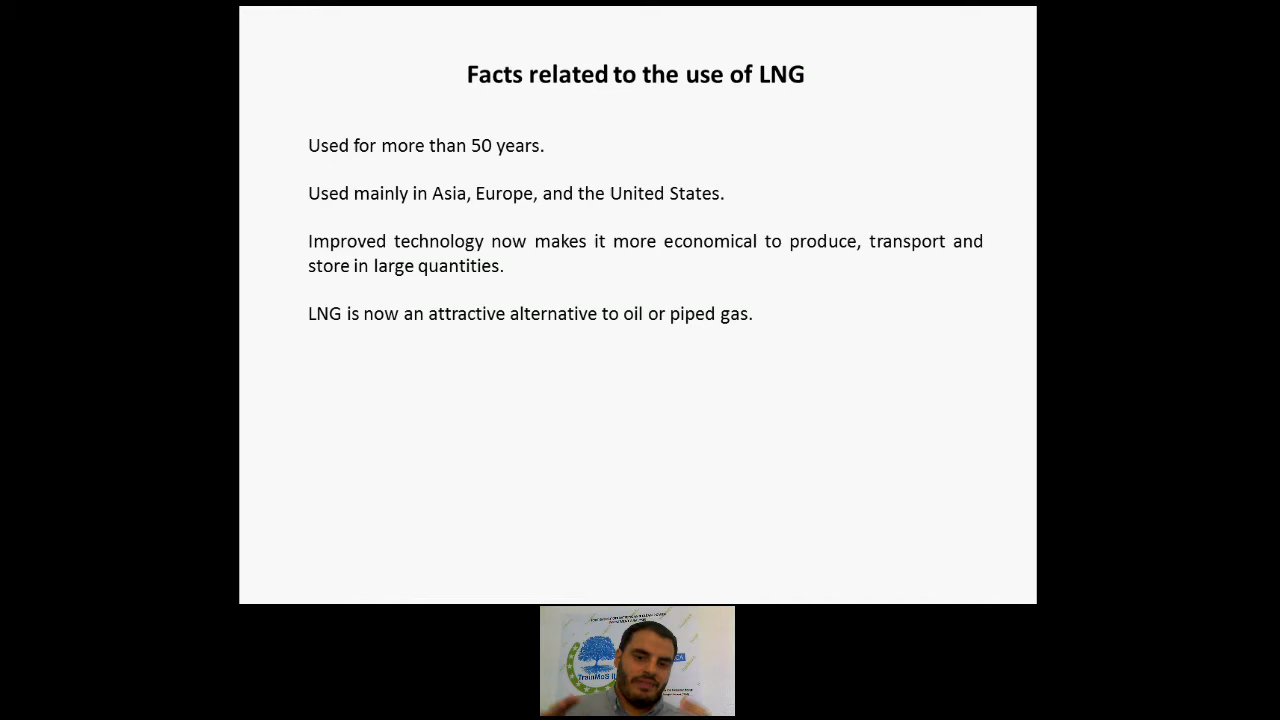 Facts related to the use of LNG
Used for more than 50 years.
Used mainly in Asia, Europe, and the United States.
Improved technology now makes it more economical to produce, transport and
store in large quantities.
LNG is now an attractive alternative to oil or piped gas.
TrainMoS II